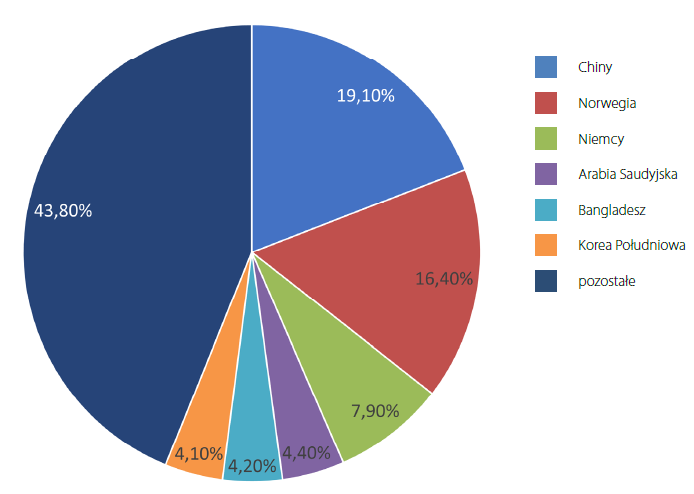 19,10%
16,40%
7,90%
4,40%
4,20%
4,10%
43,80%
Chiny
Norwegia
Niemcy
Arabia Saudyjska
Bangladesz
Korea Południowa
pozostałe